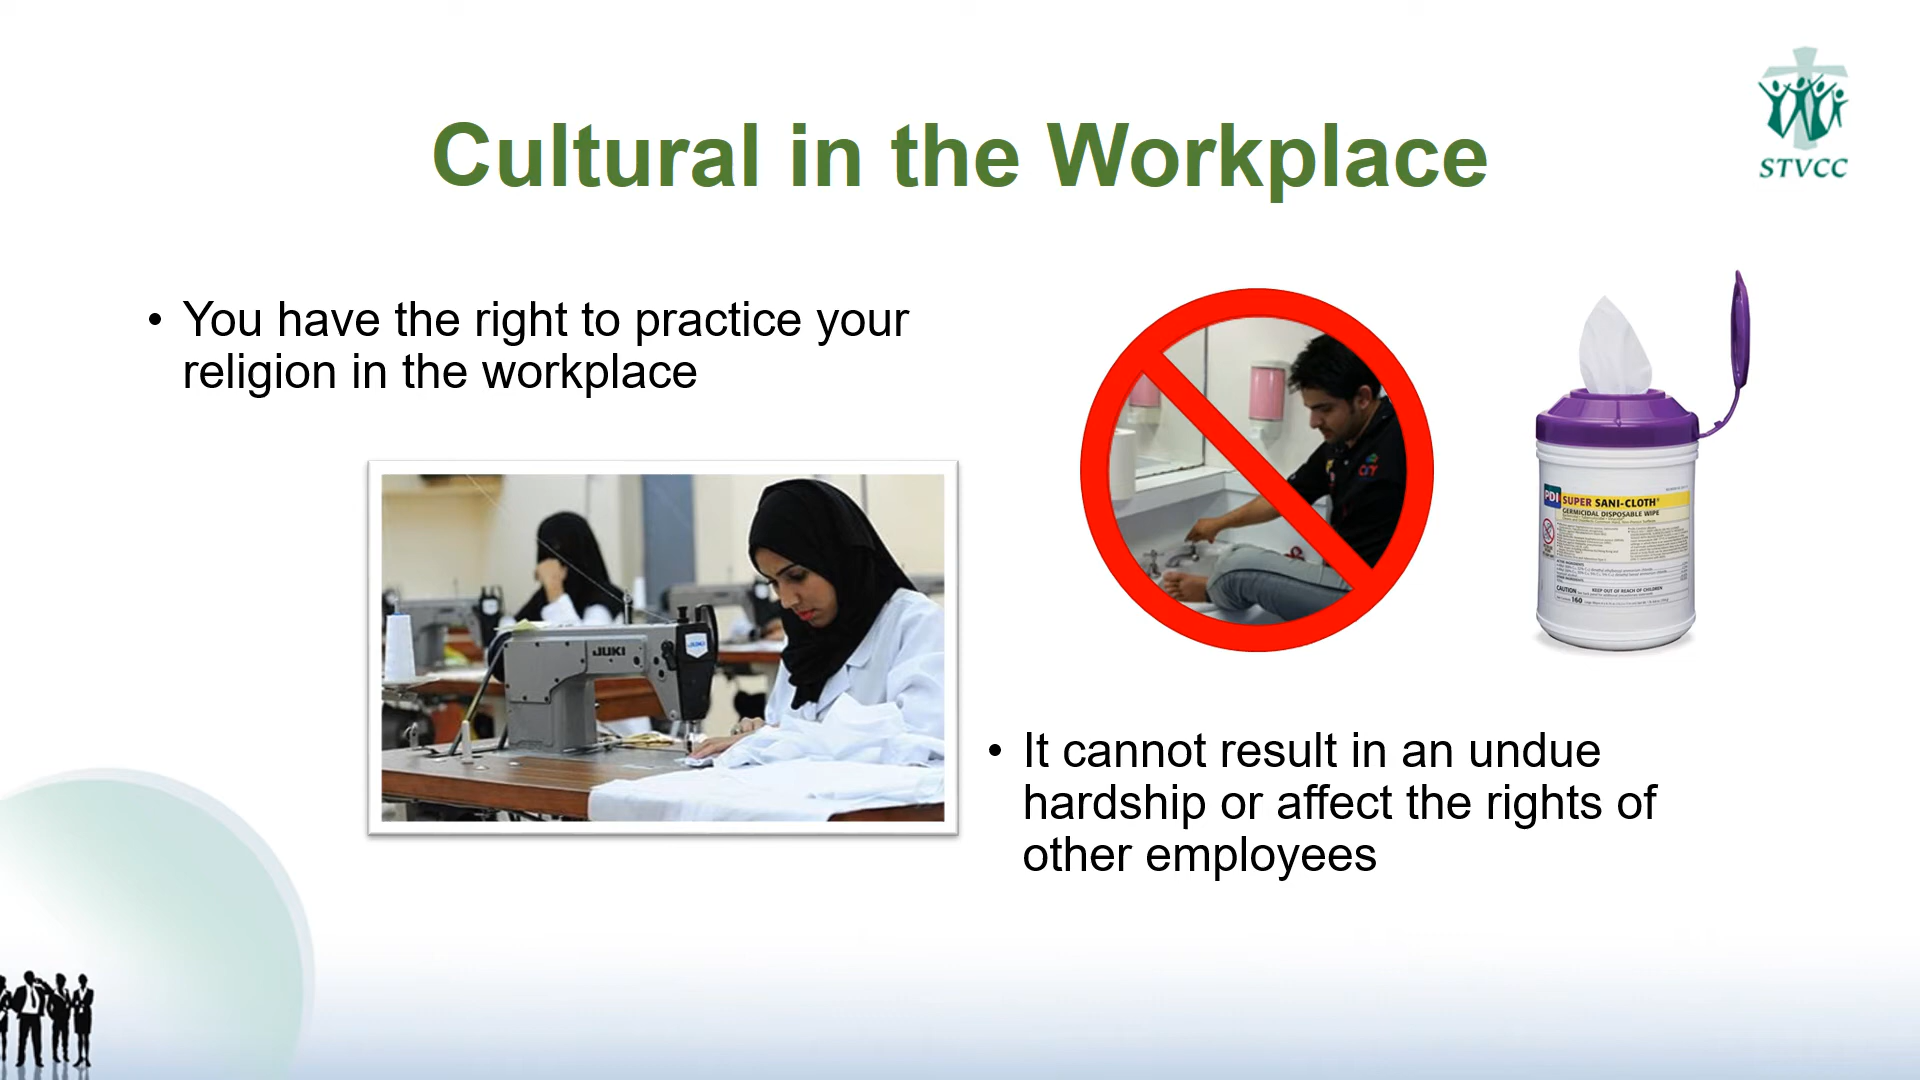 Cultural in the Workplace
STVCC
• You have the right to practice your
religion in the workplace
JUKI
PDI SUPER SANI-CLOTH®
GERMICIDAL DISPOSABLE WIPE
CAUTION KEEP OUT OF REACH OF CHILDREN
160
• It cannot result in an undue
hardship or affect the rights of
other employees